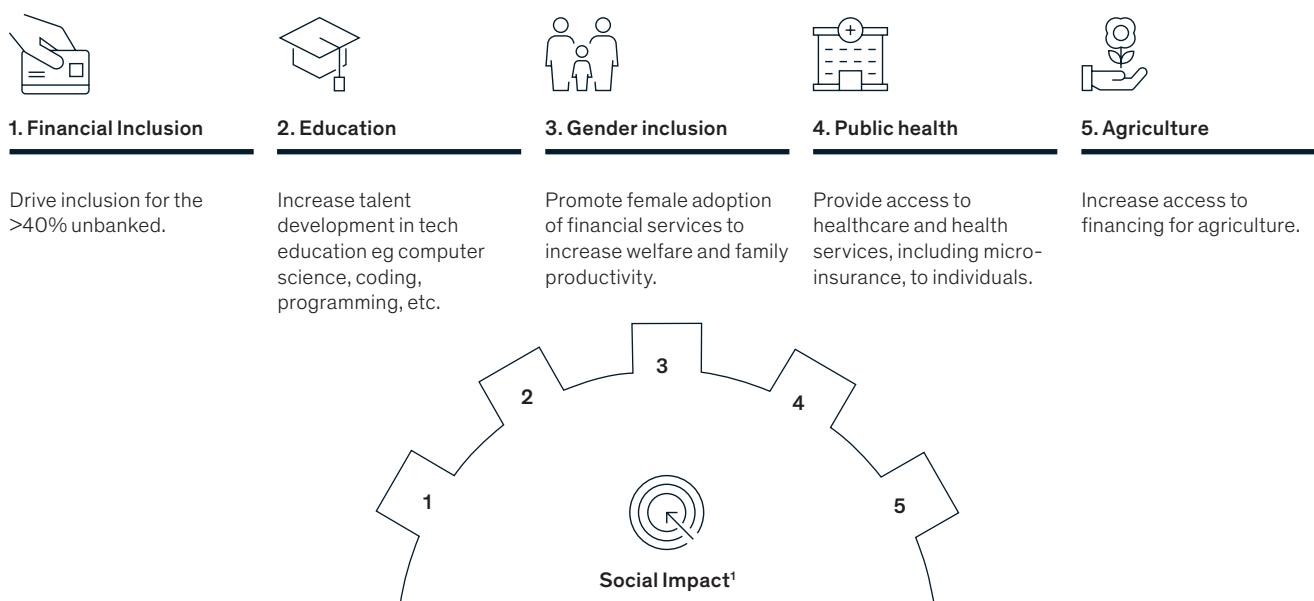 1. Financial Inclusion
Drive inclusion for the
>40% unbanked.
2. Education
Increase talent
development in tech
education eg computer
science, coding,
programming, etc.
3. Gender inclusion
Promote female adoption
of financial services to
increase welfare and family
productivity.
4. Public health
Provide access to
healthcare and health
services, including micro-
insurance, to individuals.
5. Agriculture
Increase access to
financing for agriculture.
1
2
3
4
5
Social Impact¹